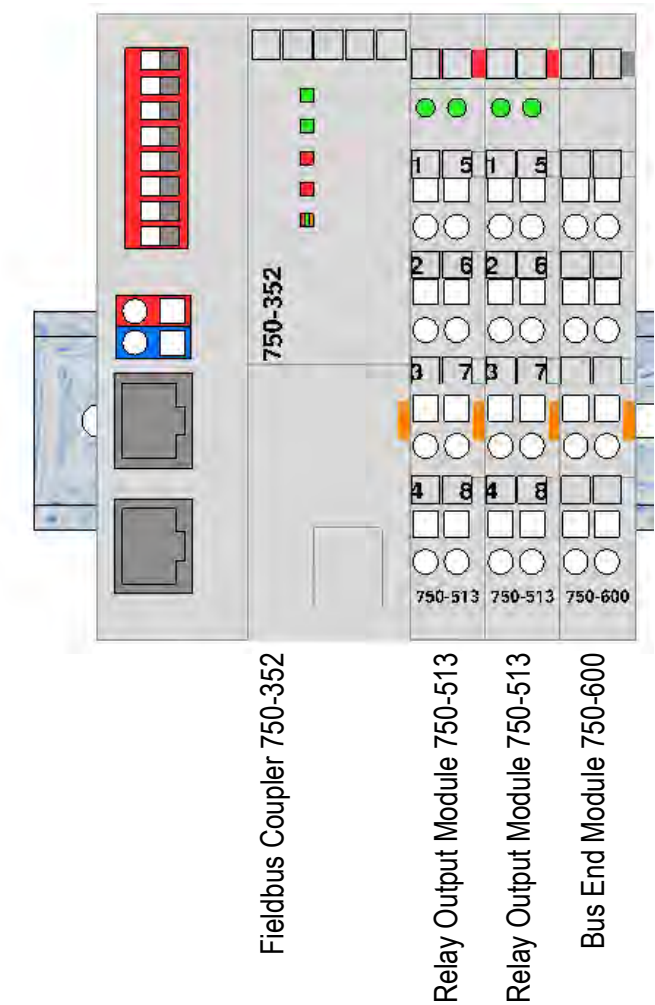 750-352
1 5 1 5
2 6 2 6
3 7 3 7
4 8 4 8
750-513 750-513 750-600
Fieldbus Coupler 750-352
Relay Output Module 750-513
Relay Output Module 750-513
Bus End Module 750-600